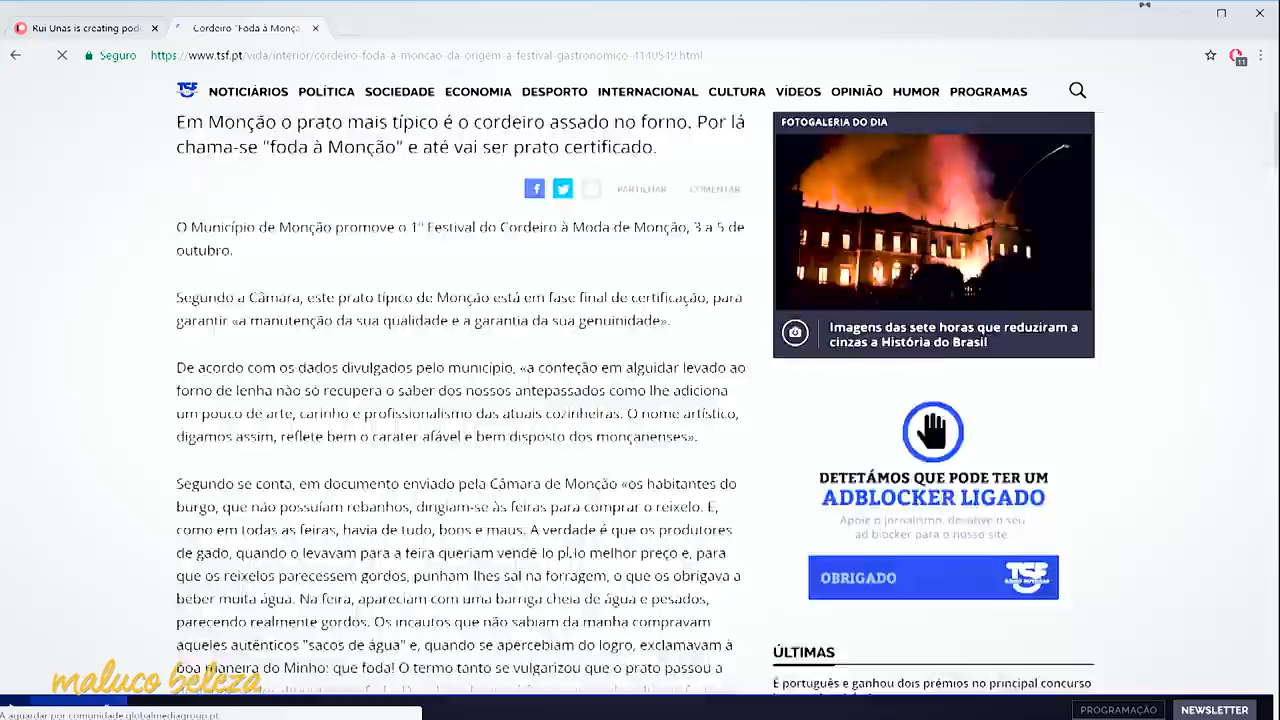 Rui Unas is creating pod
Cordeiro "Foda à Monça
Seguro
https://www.tsf.pt/vida/interior/cordeiro-foda-a-moncao-da-origem-a-festival-gastronomico-4140549.html
11
TSF NOTICIÁRIOS POLÍTICA SOCIEDADE ECONOMIA DESPORTO INTERNACIONAL CULTURA VÍDEOS OPINIÃO HUMOR PROGRAMAS
Em Monção o prato mais típico é o cordeiro assado no forno. Por lá
chama-se "foda à Monção" e até vai ser prato certificado.
PARTILHAR COMENTAR
O Município de Monção promove o 1º Festival do Cordeiro à Moda de Monção, 3 a 5 de
outubro.
Segundo a Câmara, este prato típico de Monção está em fase final de certificação, para
garantir «a manutenção da sua qualidade e a garantia da sua genuinidade».
De acordo com os dados divulgados pelo município, «a confeção em alguidar levado ao
forno de lenha não só recupera o saber dos nossos antepassados como lhe adiciona
um pouco de arte, carinho e profissionalismo das atuais cozinheiras. O nome artístico,
digamos assim, reflete bem o carater afável e bem disposto dos monçanenses».
Segundo se conta, em documento enviado pela Câmara de Monção «os habitantes do
burgo, que não possuíam rebanhos, dirigiam-se às feiras para comprar o reixelo. E,
como em todas as feiras, havia de tudo, bons e maus. A verdade é que os produtores
de gado, quando o levavam para a feira queriam vendê-lo pelo melhor preço e, para
que os reixelos parecessem gordos, punham-lhes sal na forragem, o que os obrigava a
beber muita água. Na feira, apareciam com uma barriga cheia de água e pesados,
parecendo realmente gordos. Os incautos que não sabiam da manha compravam
aqueles autênticos "sacos de água" e, quando se apercebiam do logro, exclamavam à
boa maneira do Minho: que foda! O termo tanto se vulgarizou que o prato passou a
FOTOGALERIA DO DIA
Imagens das sete horas que reduziram a
cinzas a História do Brasil
DETETÁMOS QUE PODE TER UM
ADBLOCKER LIGADO
Apoie o jornalismo, desative o seu
ad blocker para o nosso site.
OBRIGADO
TSF
RÁDIO NOTÍCIAS
ÚLTIMAS
É português e ganhou dois prémios no principal concurso
maluco beleza
A aguardar por comunidade.globalmediagroup.pt
PROGRAMAÇÃO NEWSLETTER